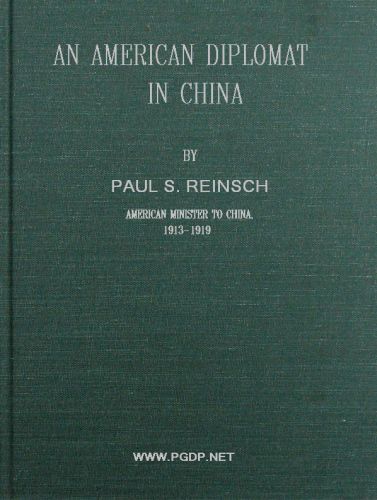 AN AMERICAN DIPLOMAT
IN CHINA
BY
PAUL S. REINSCH
AMERICAN MINISTER TO CHINA,
1913-1919
WWW.PGDP.NET